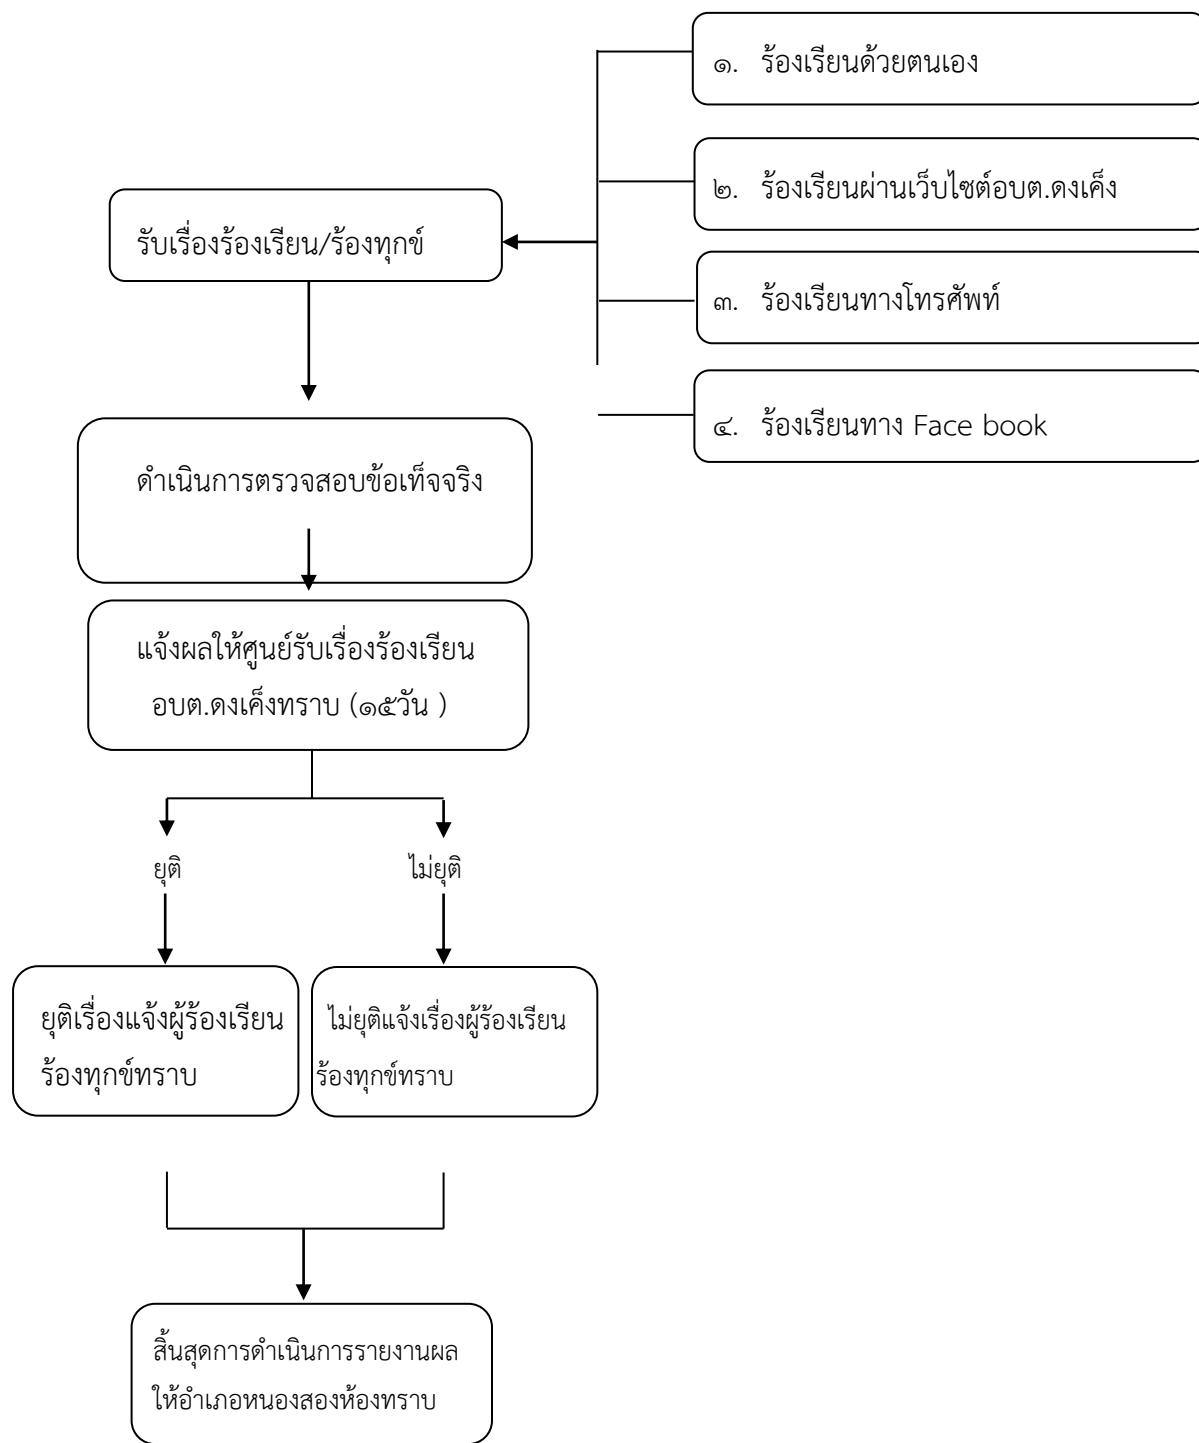 ๑. ร้องเรียนด้วยตนเอง
๒. ร้องเรียนผ่านเว็บไซต์อบต.ดงเค็ง
รับเรื่องร้องเรียน/ร้องทุกข์
๓. ร้องเรียนทางโทรศัพท์
๔. ร้องเรียนทาง Face book
ดำเนินการตรวจสอบข้อเท็จจริง
แจ้งผลให้ศูนย์รับเรื่องร้องเรียน
อบต.ดงเค็งทราบ (๑๕วัน )
ยุติ
ไม่ยุติ
ยุติเรื่องแจ้งผู้ร้องเรียน
ร้องทุกข์ทราบ
ไม่ยุติแจ้งเรื่องผู้ร้องเรียน
ร้องทุกข์ทราบ
สิ้นสุดการดำเนินการรายงานผล
ให้อำเภอหนองสองห้องทราบ